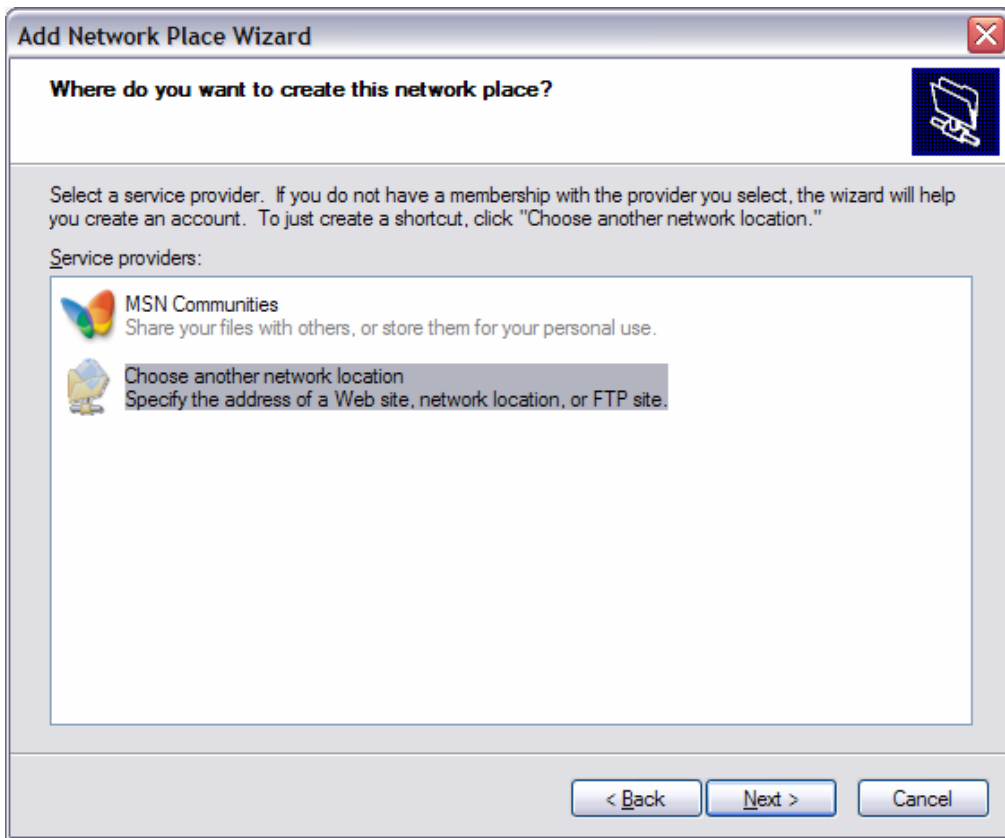 Add Network Place Wizard
Where do you want to create this network place?
Select a service provider. If you do not have a membership with the provider you select, the wizard will help
you create an account. To just create a shortcut, click "Choose another network location."
Service providers:
MSN Communities
Share your files with others, or store them for your personal use.
Choose another network location
Specify the address of a Web site, network location, or FTP site.
< Back
Next >
Cancel